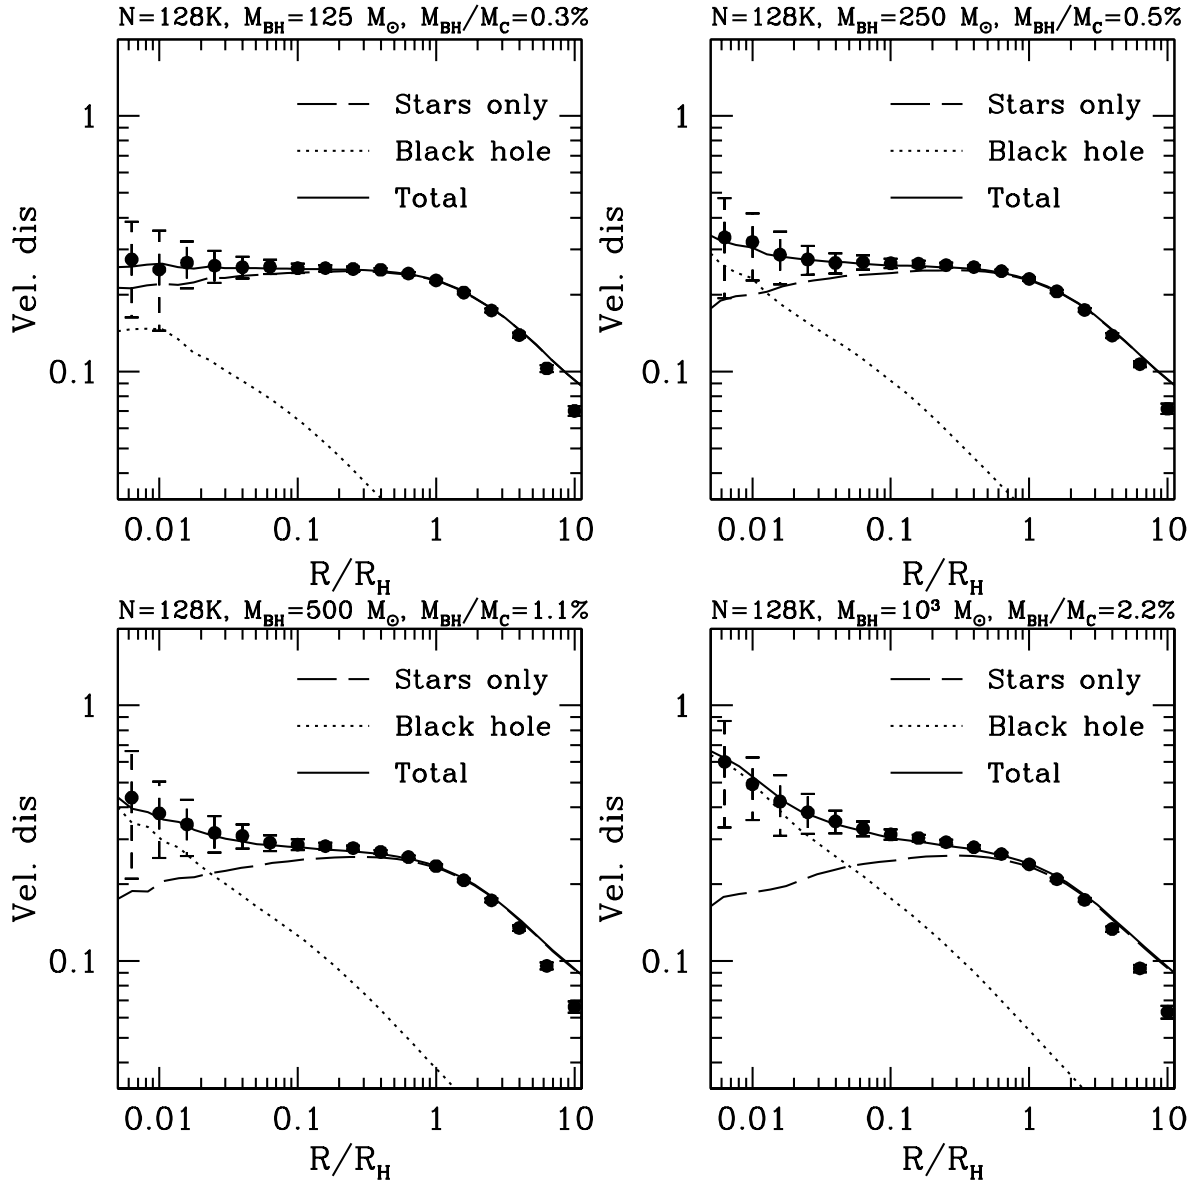 N=128K, M_BH=125 M_⊙, M_BH/M_C=0.3%
1
0.1
Vel. dis
Stars only
Black hole
Total
0.01 0.1 1 10
R/R_H
N=128K, M_BH=250 M_⊙, M_BH/M_C=0.5%
1
0.1
Vel. dis
Stars only
Black hole
Total
0.01 0.1 1 10
R/R_H
N=128K, M_BH=500 M_⊙, M_BH/M_C=1.1%
1
0.1
Vel. dis
Stars only
Black hole
Total
0.01 0.1 1 10
R/R_H
N=128K, M_BH=10³ M_⊙, M_BH/M_C=2.2%
1
0.1
Vel. dis
Stars only
Black hole
Total
0.01 0.1 1 10
R/R_H